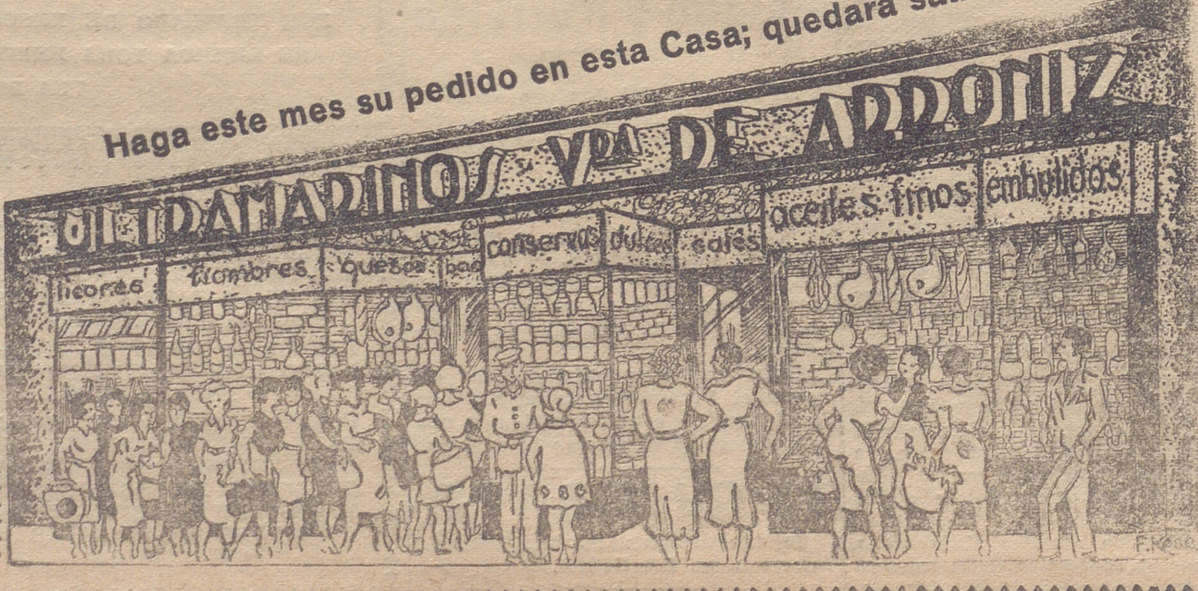 Haga este mes su pedido en esta Casa; quedará
ULTRAMARINOS VDA DE ARRONIZ
licores fiambres quesos conservas dulces cafés aceites finos embutidos